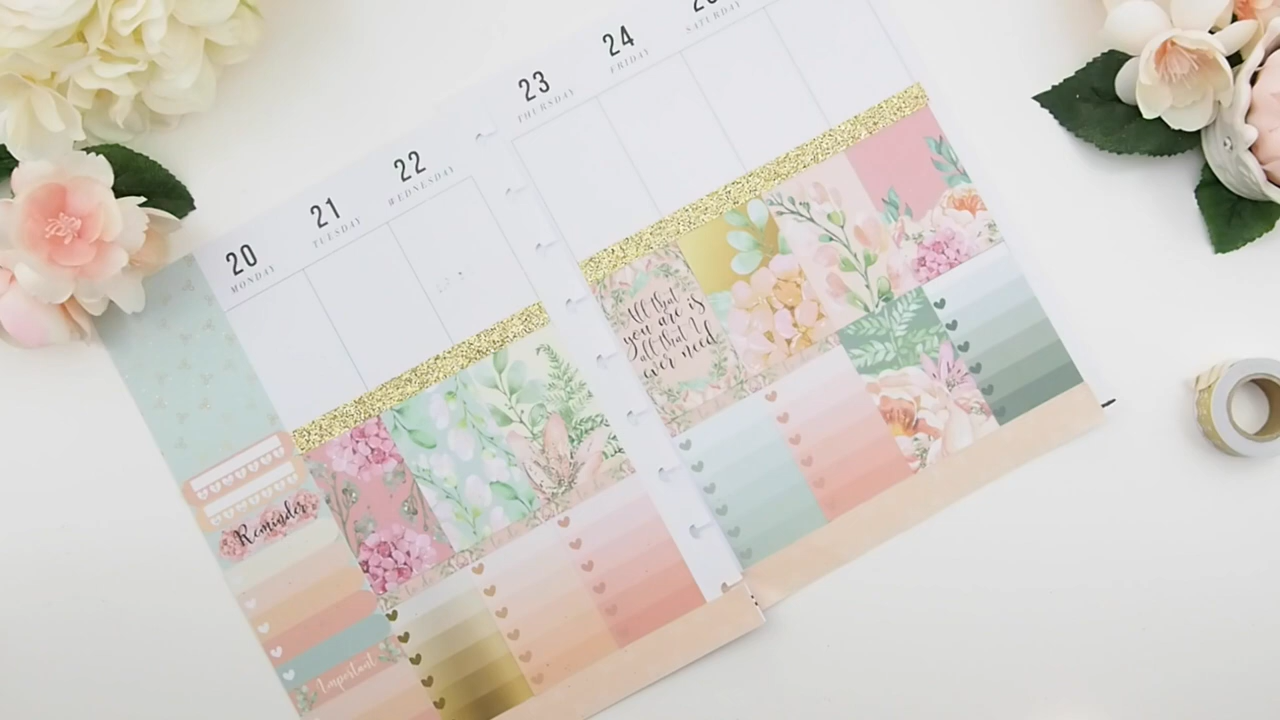 20
MONDAY
21
TUESDAY
22
WEDNESDAY
23
THURSDAY
24
FRIDAY
SATURDAY
All that
you are is
all that I
ever need
Reminder
Important